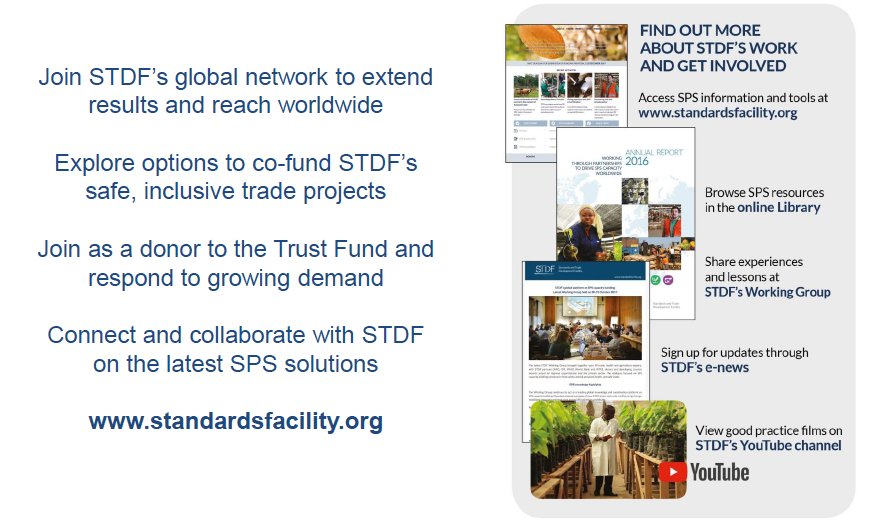 Join STDF's global network to extend
results and reach worldwide
Explore options to co-fund STDF's
safe, inclusive trade projects
Join as a donor to the Trust Fund and
respond to growing demand
Connect and collaborate with STDF
on the latest SPS solutions
www.standardsfacility.org
FIND OUT MORE
ABOUT STDF'S WORK
AND GET INVOLVED
Access SPS information and tools at
www.standardsfacility.org
ANNUAL REPORT
2016
WORKING
THROUGH PARTNERSHIPS
TO DRIVE SPS CAPACITY
WORLDWIDE
Browse SPS resources
in the online Library
Share experiences
and lessons at
STDF's Working Group
STDF
Sign up for updates through
STDF's e-news
View good practice films on
STDF's YouTube channel
YouTube